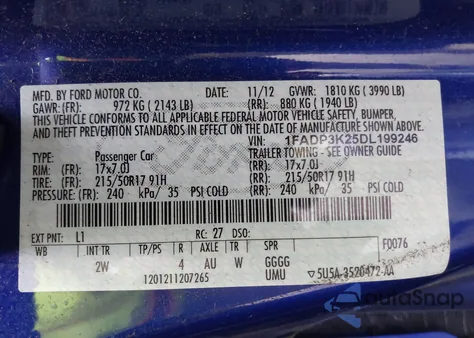 MFD. BY FORD MOTOR CO. DATE: 11/12 GVWR: 1810 KG ( 3990 LB)
GAWR: (FR): 972 KG ( 2143 LB) (RR): 880 KG ( 1940 LB)
THIS VEHICLE CONFORMS TO ALL APPLICABLE FEDERAL MOTOR VEHICLE SAFETY, BUMPER,
AND THEFT PREVENTION STANDARDS IN EFFECT ON THE DATE OF MANUFACTURE SHOWN ABOVE.
VIN: 1FADP3K25DL199246
TYPE: Passenger Car TRAILER TOWING - SEE OWNER GUIDE
RIM: (FR): 17x7.0J (RR): 17x7.0J
TIRE: (FR): 215/50R17 91H (RR): 215/50R17 91H
PRESSURE: (FR): 240 kPa/ 35 PSI COLD (RR): 240 kPa/ 35 PSI COLD
EXT PNT: L1 RC: 27 DSO: F0076
WB INT TR TP/PS R AXLE TR SPR
2W 4 AU W GGGG
1201211207265 UMU ▽5U5A-3520472-AA
autoSnap